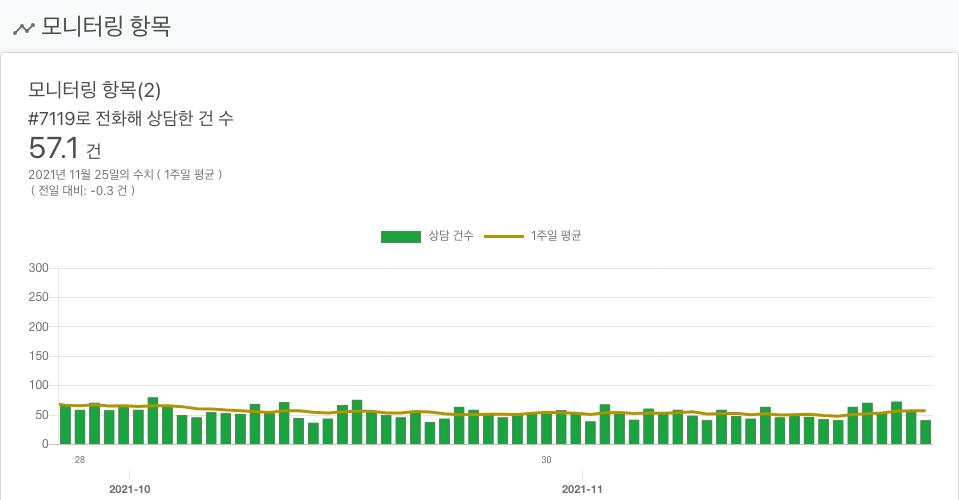 모니터링 항목
모니터링 항목(2)
#7119로 전화해 상담한 건 수
57.1 건
2021년 11월 25일의 수치 ( 1주일 평균 )
( 전일 대비: -0.3 건 )
상담 건수 1주일 평균
300
250
200
150
100
50
0
28 30
2021-10 2021-11